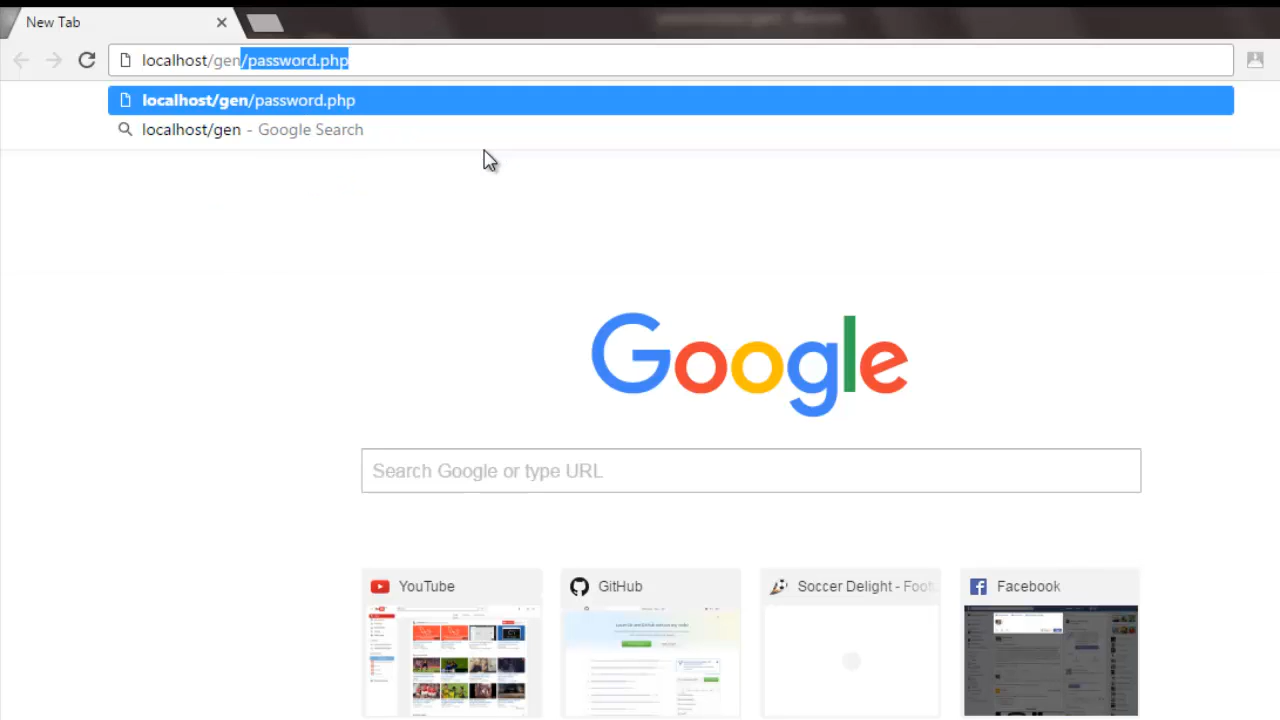 New Tab
localhost/gen/password.php
localhost/gen/password.php
localhost/gen - Google Search
Google
Search Google or type URL
YouTube
GitHub
Soccer Delight - Foot
Facebook